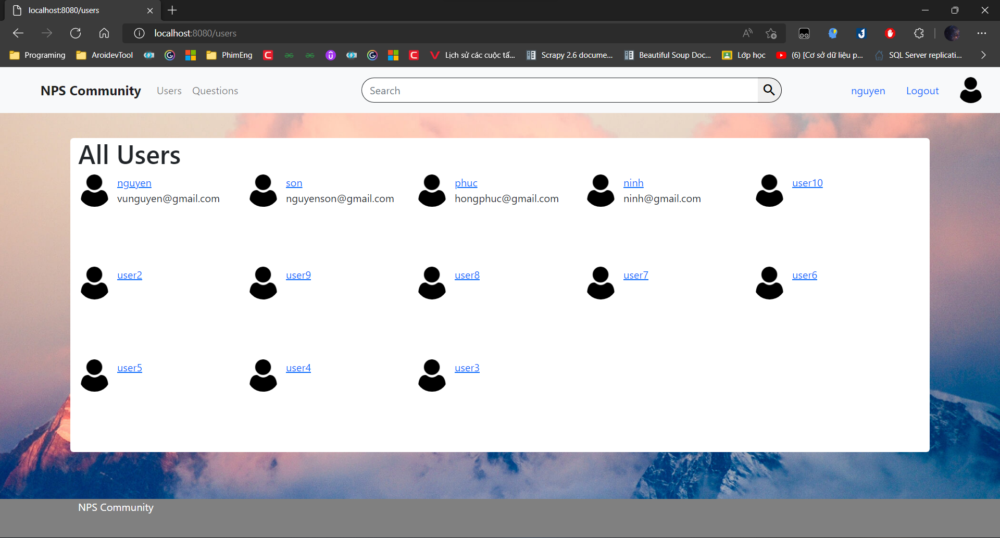 localhost:8080/users
localhost:8080/users
Programing AroidevTool PhimEng Lịch sử các cuộc tấ... Scrapy 2.6 docume... Beautiful Soup Doc... Lớp học (6) [Cơ sở dữ liệu p... SQL Server replicati...
NPS Community Users Questions Search nguyen Logout
All Users
nguyen son phuc ninh user10
vunguyen@gmail.com nguyenson@gmail.com hongphuc@gmail.com ninh@gmail.com
user2 user9 user8 user7 user6
user5 user4 user3
NPS Community